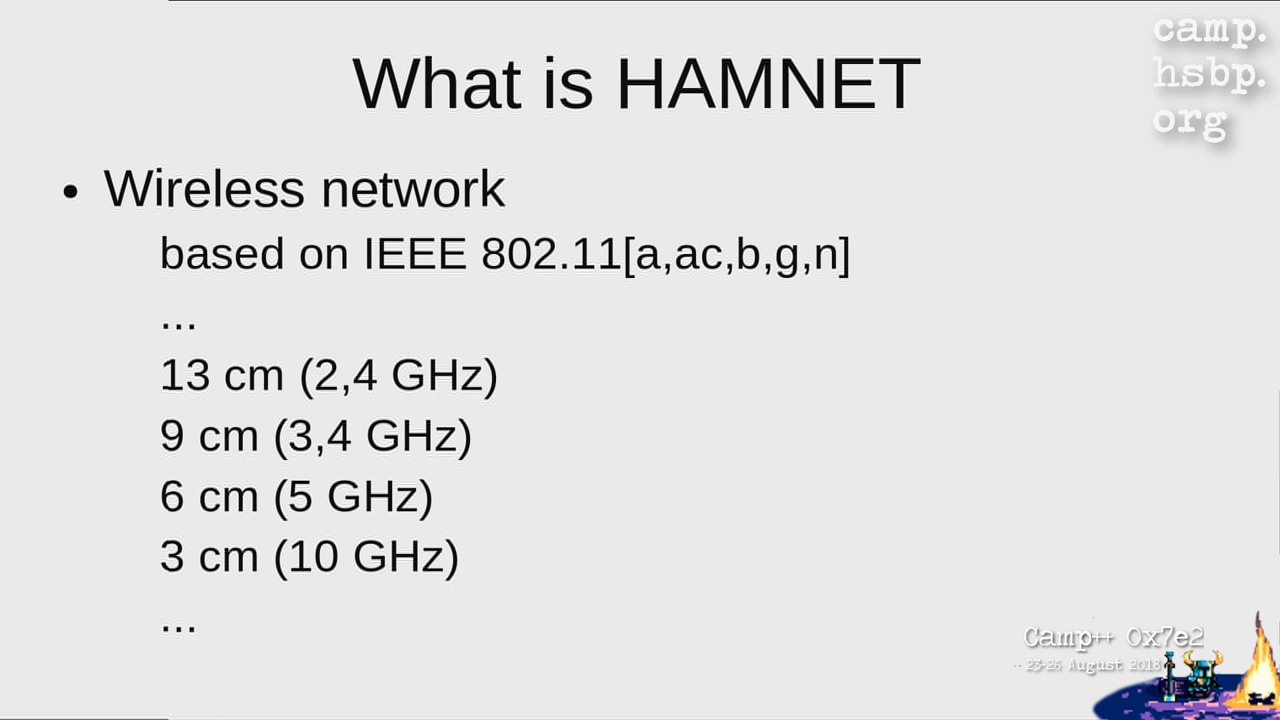 What is HAMNET
camp.
hsbp.
org
• Wireless network
based on IEEE 802.11[a,ac,b,g,n]
...
13 cm (2,4 GHz)
9 cm (3,4 GHz)
6 cm (5 GHz)
3 cm (10 GHz)
...
Camp++ 0x7e2
23-26 August 2018